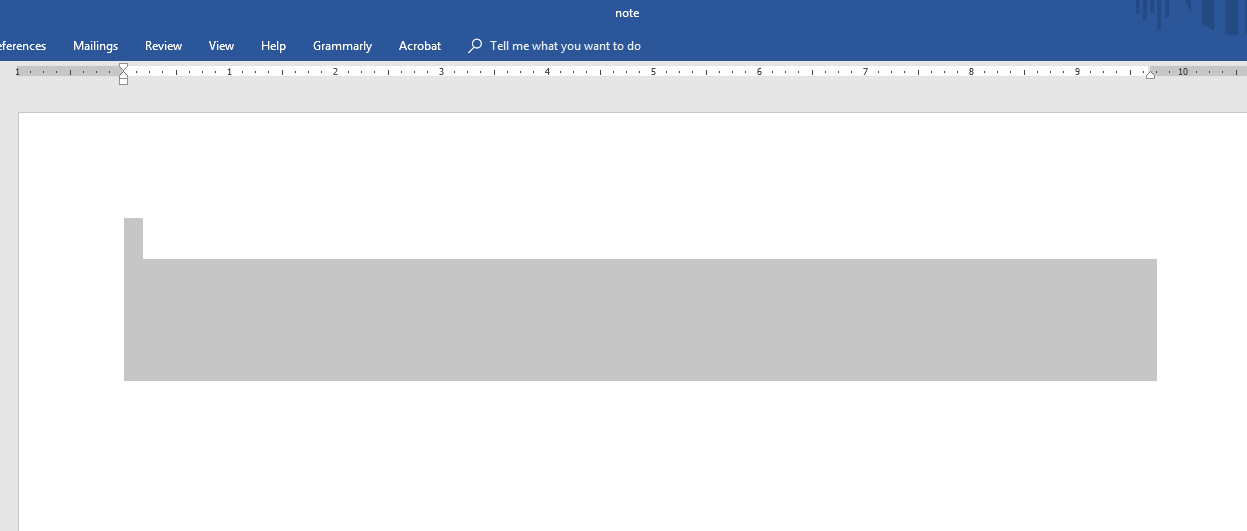 note
eferences Mailings Review View Help Grammarly Acrobat Tell me what you want to do
1 1 2 3 4 5 6 7 8 9 10